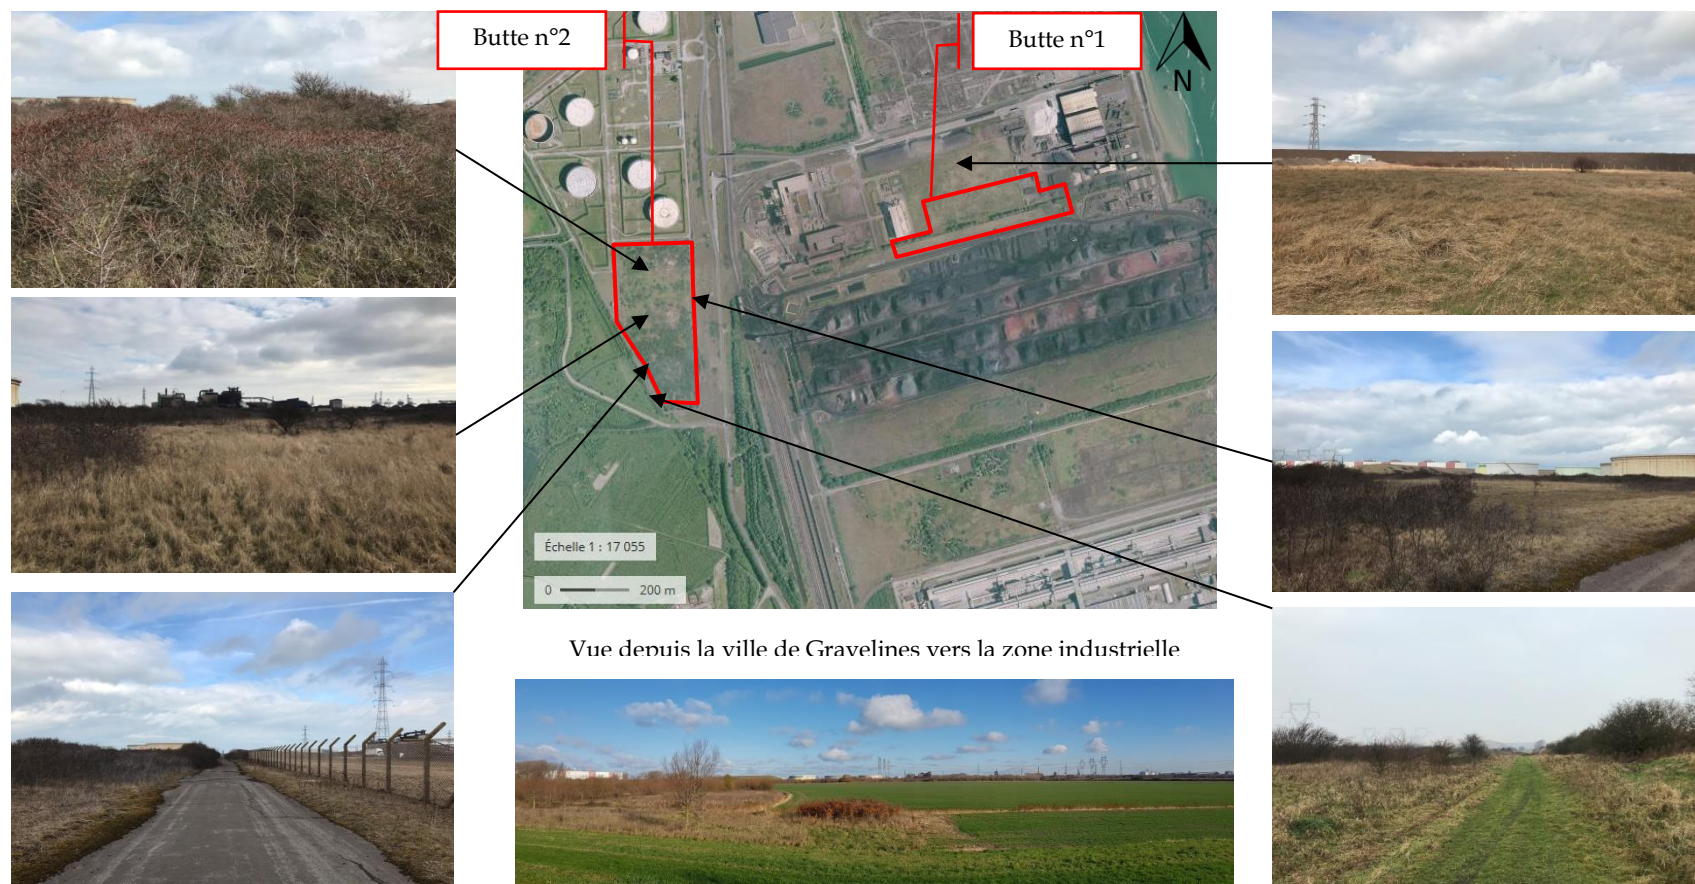 Butte n°2
Butte n°1
N
Échelle 1 : 17 055
0 200 m
Vue depuis la ville de Gravelines vers la zone industrielle